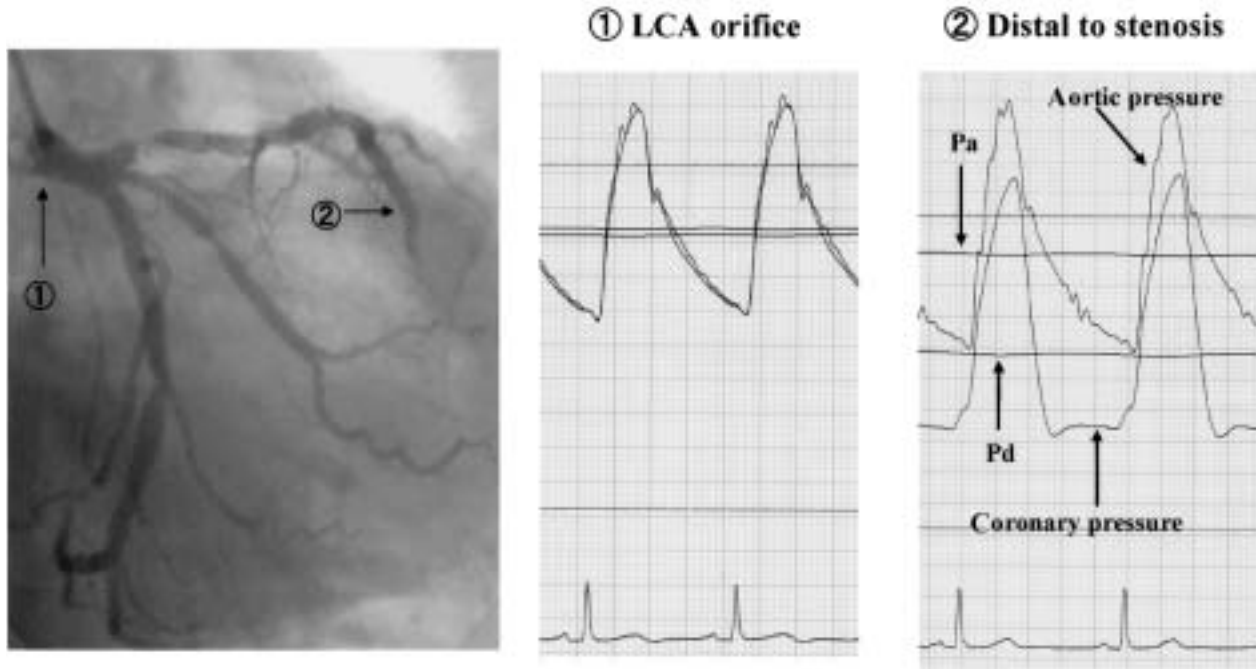 ① LCA orifice
② Distal to stenosis
Aortic pressure
Pa
②
①
Pd
Coronary pressure